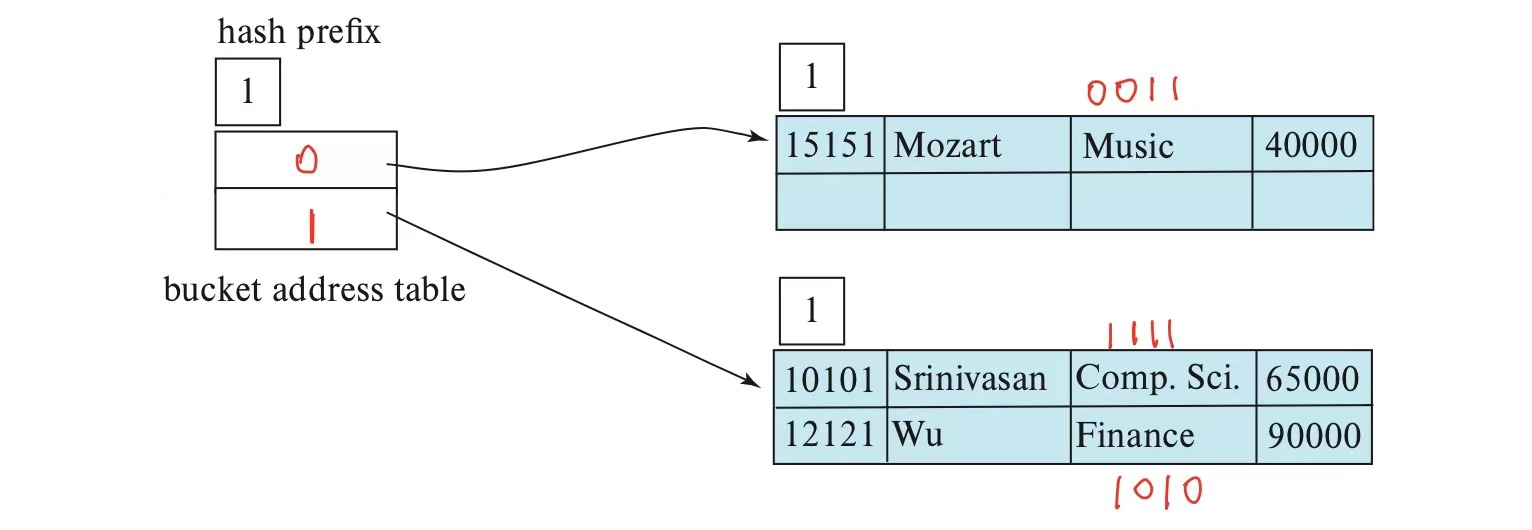 hash prefix
1
0
1
bucket address table
1
0011
15151 Mozart Music 40000
1
1111
10101 Srinivasan Comp. Sci. 65000
12121 Wu Finance 90000
1010